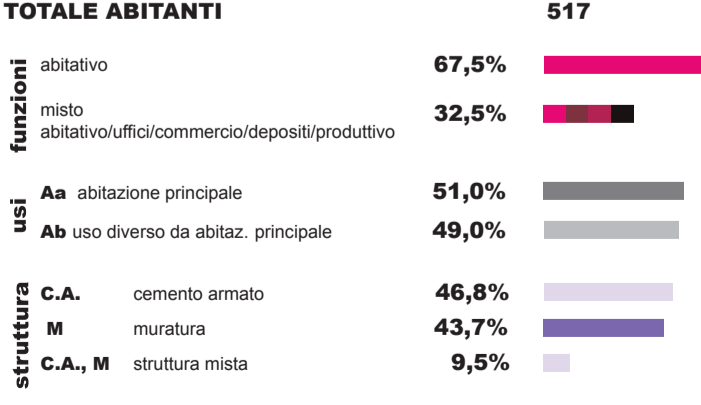 TOTALE ABITANTI 517
funzioni
abitativo 67,5%
misto
abitativo/uffici/commercio/depositi/produttivo 32,5%
usi
Aa abitazione principale 51,0%
Ab uso diverso da abitaz. principale 49,0%
struttura
C.A. cemento armato 46,8%
M muratura 43,7%
C.A., M struttura mista 9,5%